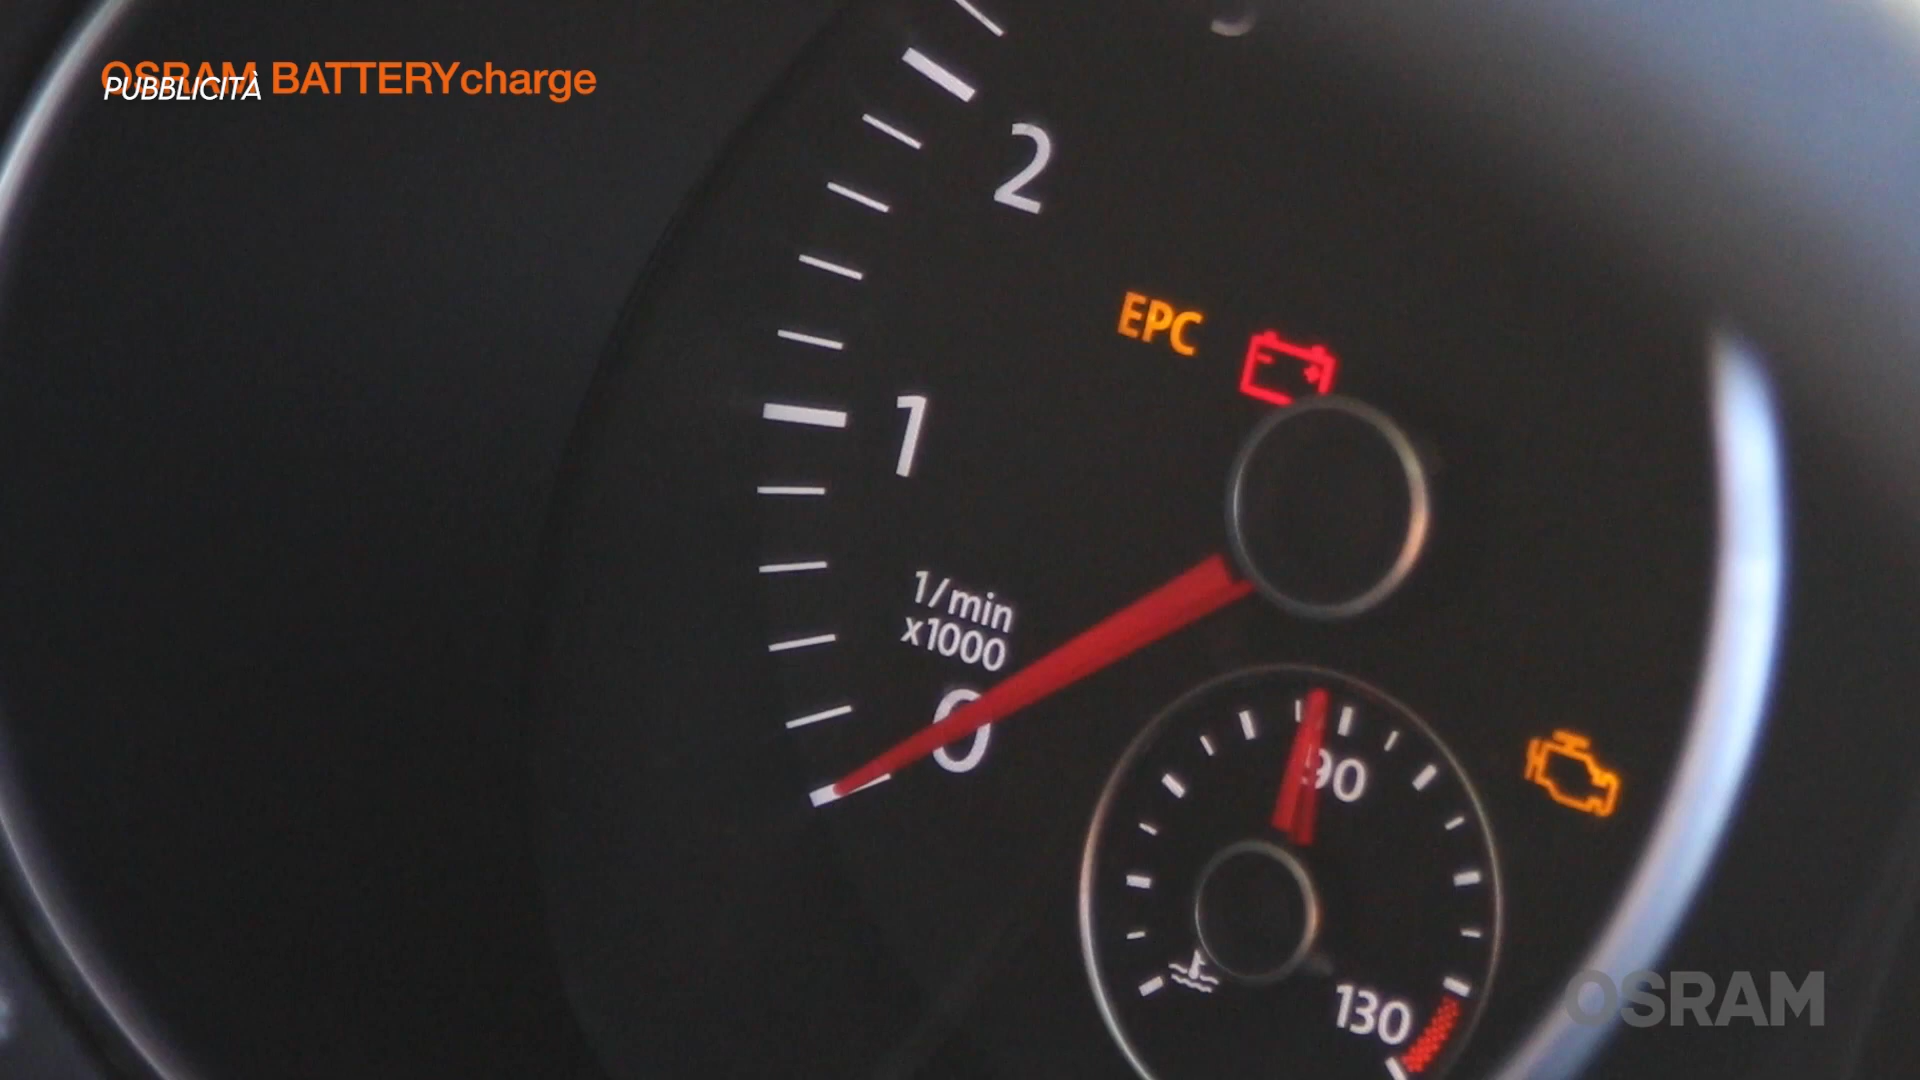 OSRAM BATTERYcharge
PUBBLICITÀ
2
EPC
1
1/min
x1000
0
90
130
OSRAM